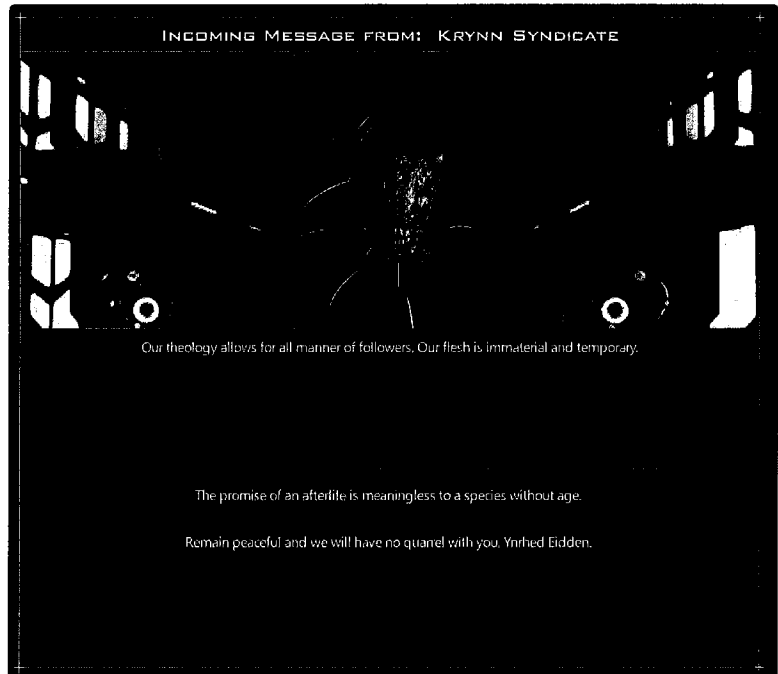 Incoming Message from: Krynn Syndicate
Our theology allows for all manner of followers. Our flesh is immaterial and temporary.
The promise of an afterlife is meaningless to a species without age.
Remain peaceful and we will have no quarrel with you, Ynrhed Eidden.